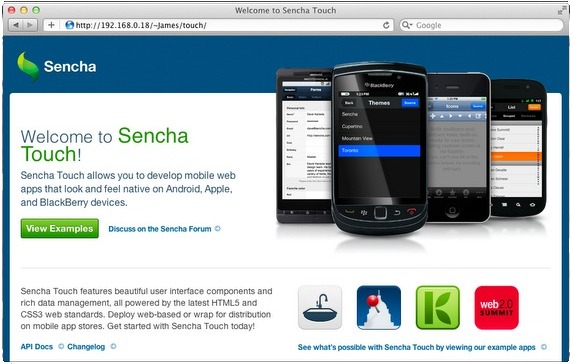 Welcome to Sencha Touch
http://192.168.0.18/~James/touch/
Google
Sencha
Welcome to Sencha
Touch!
Sencha Touch allows you to develop mobile web
apps that look and feel native on Android, Apple,
and BlackBerry devices.
View Examples
Discuss on the Sencha Forum
Forms
BlackBerry
Back
Themes
Source
Sencha
Cupertino
Mountain View
Toronto
Icons
List
Sencha Touch features beautiful user interface components and
rich data management, all powered by the latest HTML5 and
CSS3 web standards. Deploy web-based or wrap for distribution
on mobile app stores. Get started with Sencha Touch today!
API Docs
Changelog
web2.0
SUMMIT
See what's possible with Sencha Touch by viewing our example apps